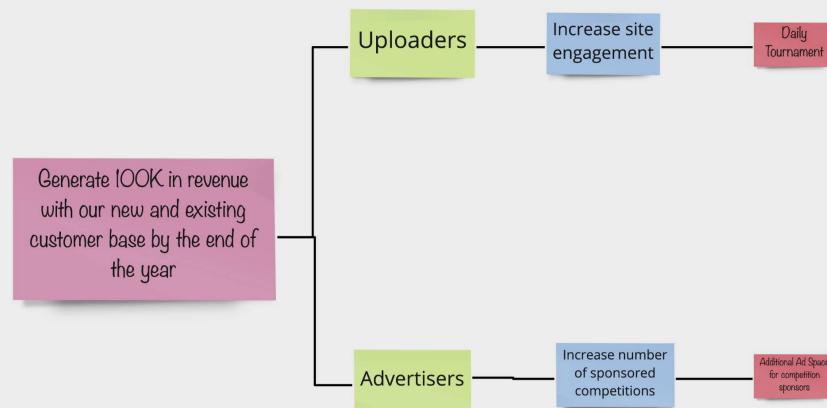 Uploaders
Increase site
engagement
Daily
Tournament
Generate 100K in revenue
with our new and existing
customer base by the end of
the year
Advertisers
Increase number
of sponsored
competitions
Additional Ad Space
for competition
sponsors